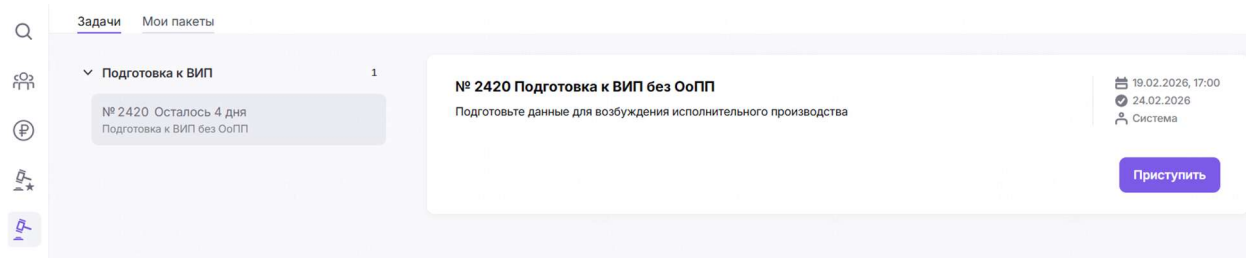 Задачи Мои пакеты
Подготовка к ВИП 1
№ 2420 Осталось 4 дня
Подготовка к ВИП без ОоПП
№ 2420 Подготовка к ВИП без ОоПП
Подготовьте данные для возбуждения исполнительного производства
19.02.2026, 17:00
24.02.2026
Система
Приступить